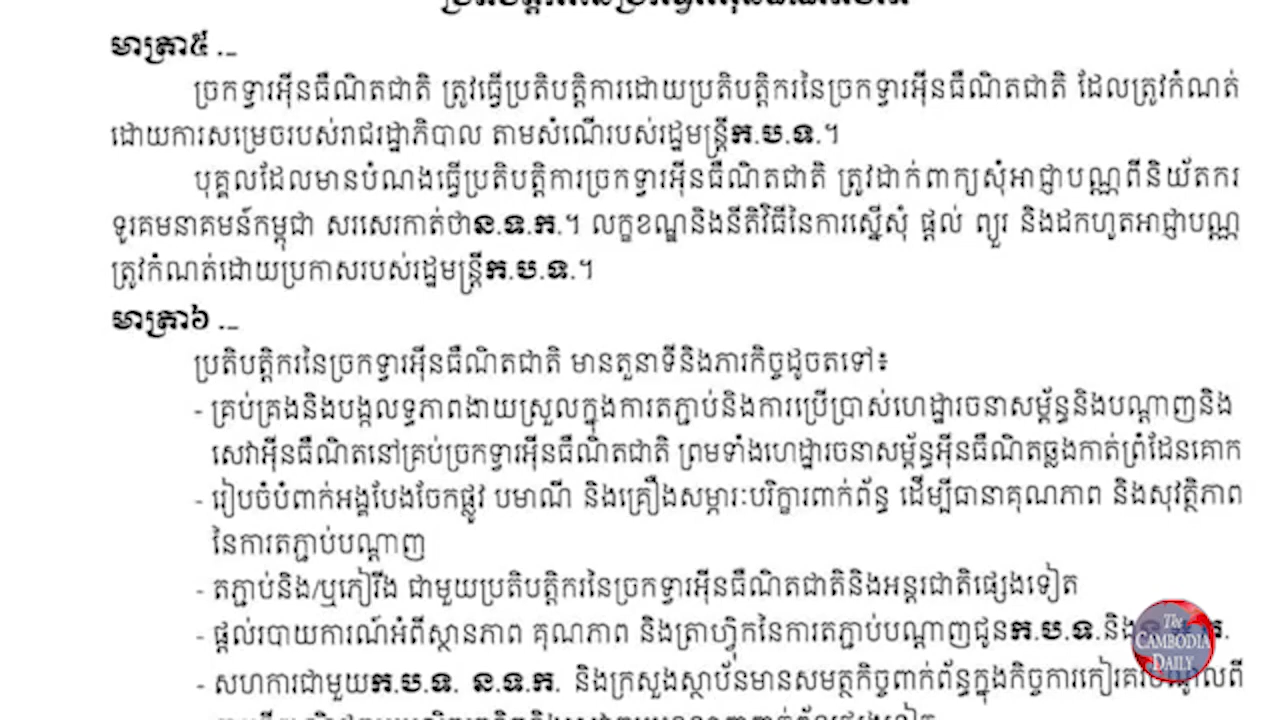 មាត្រា៥ ._
ច្រកទ្វារអ៊ីនធឺណិតជាតិ ត្រូវធ្វើប្រតិបត្តិការដោយប្រតិបត្តិករនៃច្រកទ្វារអ៊ីនធឺណិតជាតិ ដែលត្រូវកំណត់
ដោយការសម្រេចរបស់រាជរដ្ឋាភិបាល តាមសំណើរបស់រដ្ឋមន្ត្រីក.ប.ទ.។
បុគ្គលដែលមានបំណងធ្វើប្រតិបត្តិការច្រកទ្វារអ៊ីនធឺណិតជាតិ ត្រូវដាក់ពាក្យសុំអាជ្ញាបណ្ណពីនិយ័តករ
ទូរគមនាគមន៍កម្ពុជា សរសេរកាត់ថាន.ទ.ក.។ លក្ខខណ្ឌនិងនីតិវិធីនៃការស្នើសុំ ផ្តល់ ព្យួរ និងដកហូតអាជ្ញាបណ្ណ
ត្រូវកំណត់ដោយប្រកាសរបស់រដ្ឋមន្ត្រីក.ប.ទ.។
មាត្រា៦ ._
ប្រតិបត្តិករនៃច្រកទ្វារអ៊ីនធឺណិតជាតិ មានតួនាទីនិងភារកិច្ចដូចតទៅ៖
- គ្រប់គ្រងនិងបង្កលទ្ធភាពងាយស្រួលក្នុងការតភ្ជាប់និងការប្រើប្រាស់ហេដ្ឋារចនាសម្ព័ន្ធនិងបណ្តាញនិង
សេវាអ៊ីនធឺណិតនៅគ្រប់ច្រកទ្វារអ៊ីនធឺណិតជាតិ ព្រមទាំងហេដ្ឋារចនាសម្ព័ន្ធអ៊ីនធឺណិតឆ្លងកាត់ព្រំដែនគោក
- រៀបចំបំពាក់អង្គបែងចែកផ្លូវ បមាណី និងគ្រឿងសម្ភារៈបរិក្ខារពាក់ព័ន្ធ ដើម្បីធានាគុណភាព និងសុវត្ថិភាព
នៃការតភ្ជាប់បណ្តាញ
- តភ្ជាប់និង/ឬកៀរីង ជាមួយប្រតិបត្តិករនៃច្រកទ្វារអ៊ីនធឺណិតជាតិនិងអន្តរជាតិផ្សេងទៀត
- ផ្តល់របាយការណ៍អំពីស្ថានភាព គុណភាព និងត្រាហ្វិកនៃការតភ្ជាប់បណ្តាញជូនក.ប.ទ.និង
- សហការជាមួយក.ប.ទ. ន.ទ.ក. និងក្រសួងស្ថាប័នមានសមត្ថកិច្ចពាក់ព័ន្ធក្នុងកិច្ចការ
The
CAMBODIA
DAILY